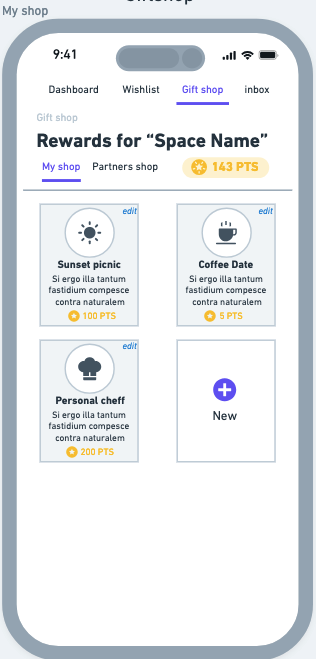 My shop
9:41
Dashboard Wishlist Gift shop inbox
Gift shop
Rewards for “Space Name”
My shop Partners shop 143 PTS
edit
Sunset picnic
Si ergo illa tantum
fastidium compesce
contra naturalem
100 PTS
edit
Coffee Date
Si ergo illa tantum
fastidium compesce
contra naturalem
5 PTS
edit
Personal cheff
Si ergo illa tantum
fastidium compesce
contra naturalem
200 PTS
New